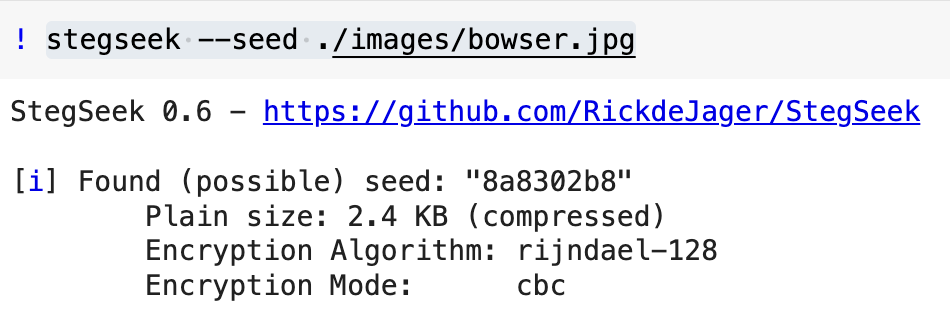 ! stegseek --seed ./images/bowser.jpg
StegSeek 0.6 - https://github.com/RickdeJager/StegSeek
[i] Found (possible) seed: "8a8302b8"
Plain size: 2.4 KB (compressed)
Encryption Algorithm: rijndael-128
Encryption Mode: cbc